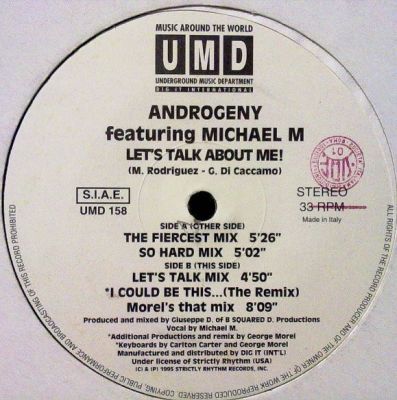 MUSIC AROUND THE WORLD
UMD
UNDERGROUND MUSIC DEPARTMENT
DIG IT INTERNATIONAL
ANDROGENY
featuring MICHAEL M
LET'S TALK ABOUT ME!
(M. Rodriguez - G. Di Caccamo)
S.I.A.E.
UMD 158
STEREO
33 RPM
Made in Italy
SIDE A (OTHER SIDE)
THE FIERCEST MIX 5'26"
SO HARD MIX 5'02"
SIDE B (THIS SIDE)
LET'S TALK MIX 4'50"
*I COULD BE THIS...(The Remix)
Morel's that mix 8'09"
Produced and mixed by Giuseppe D. of B SQUARED D. Productions
Vocal by Michael M.
*Additional Productions and remix by George Morel
*Keyboards by Carlton Carter and George Morel
Manufactured and distributed by DIG IT (INT'L)
Under license of Strictly Rhythm (USA)
(C) & (P) 1995 STRICTLY RHYTHM RECORDS, INC.
ALL RIGHTS OF THE RECORD PRODUCER AND OF THE OWNER OF THE WORK REPRODUCED RESERVED. COPYING, PUBLIC PERFORMANCE AND BROADCASTING OF THIS RECORD PROHIBITED